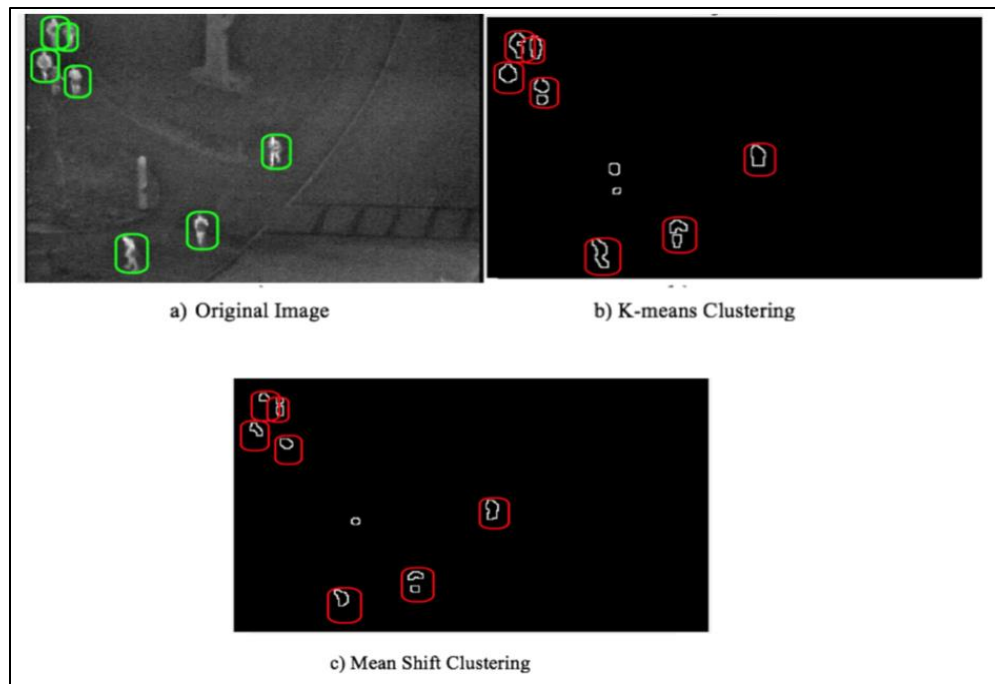 a) Original Image
b) K-means Clustering
c) Mean Shift Clustering